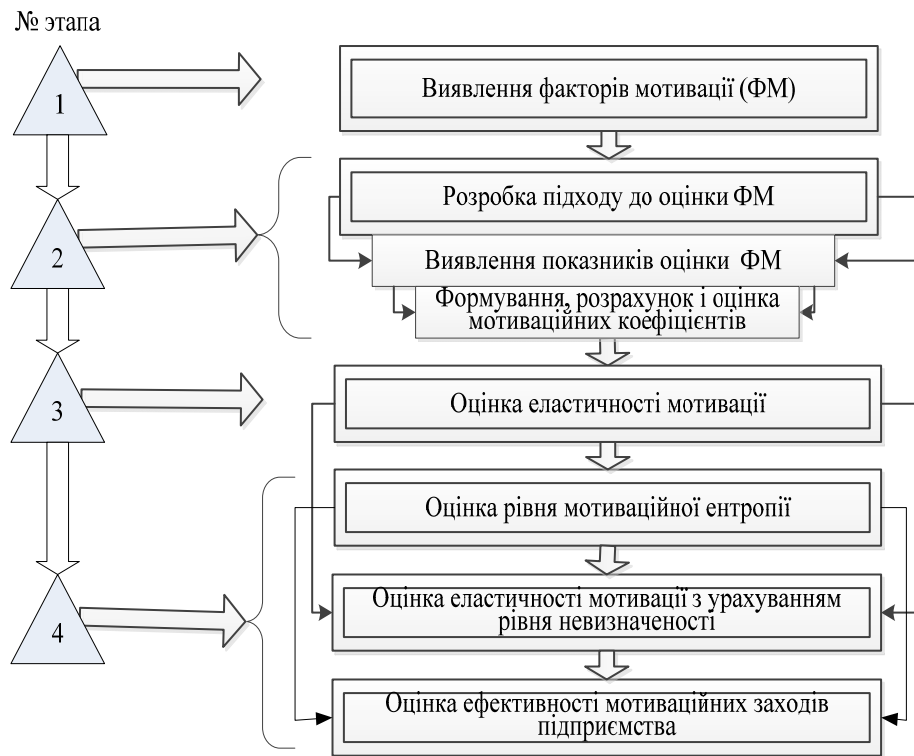 № этапа
1
Виявлення факторів мотивації (ФМ)
2
Розробка підходу до оцінки ФМ
Виявлення показників оцінки ФМ
Формування, розрахунок і оцінка
мотиваційних коефіцієнтів
3
Оцінка еластичності мотивації
Оцінка рівня мотиваційної ентропії
4
Оцінка еластичності мотивації з урахуванням
рівня невизначеності
Оцінка ефективності мотиваційних заходів
підприємства